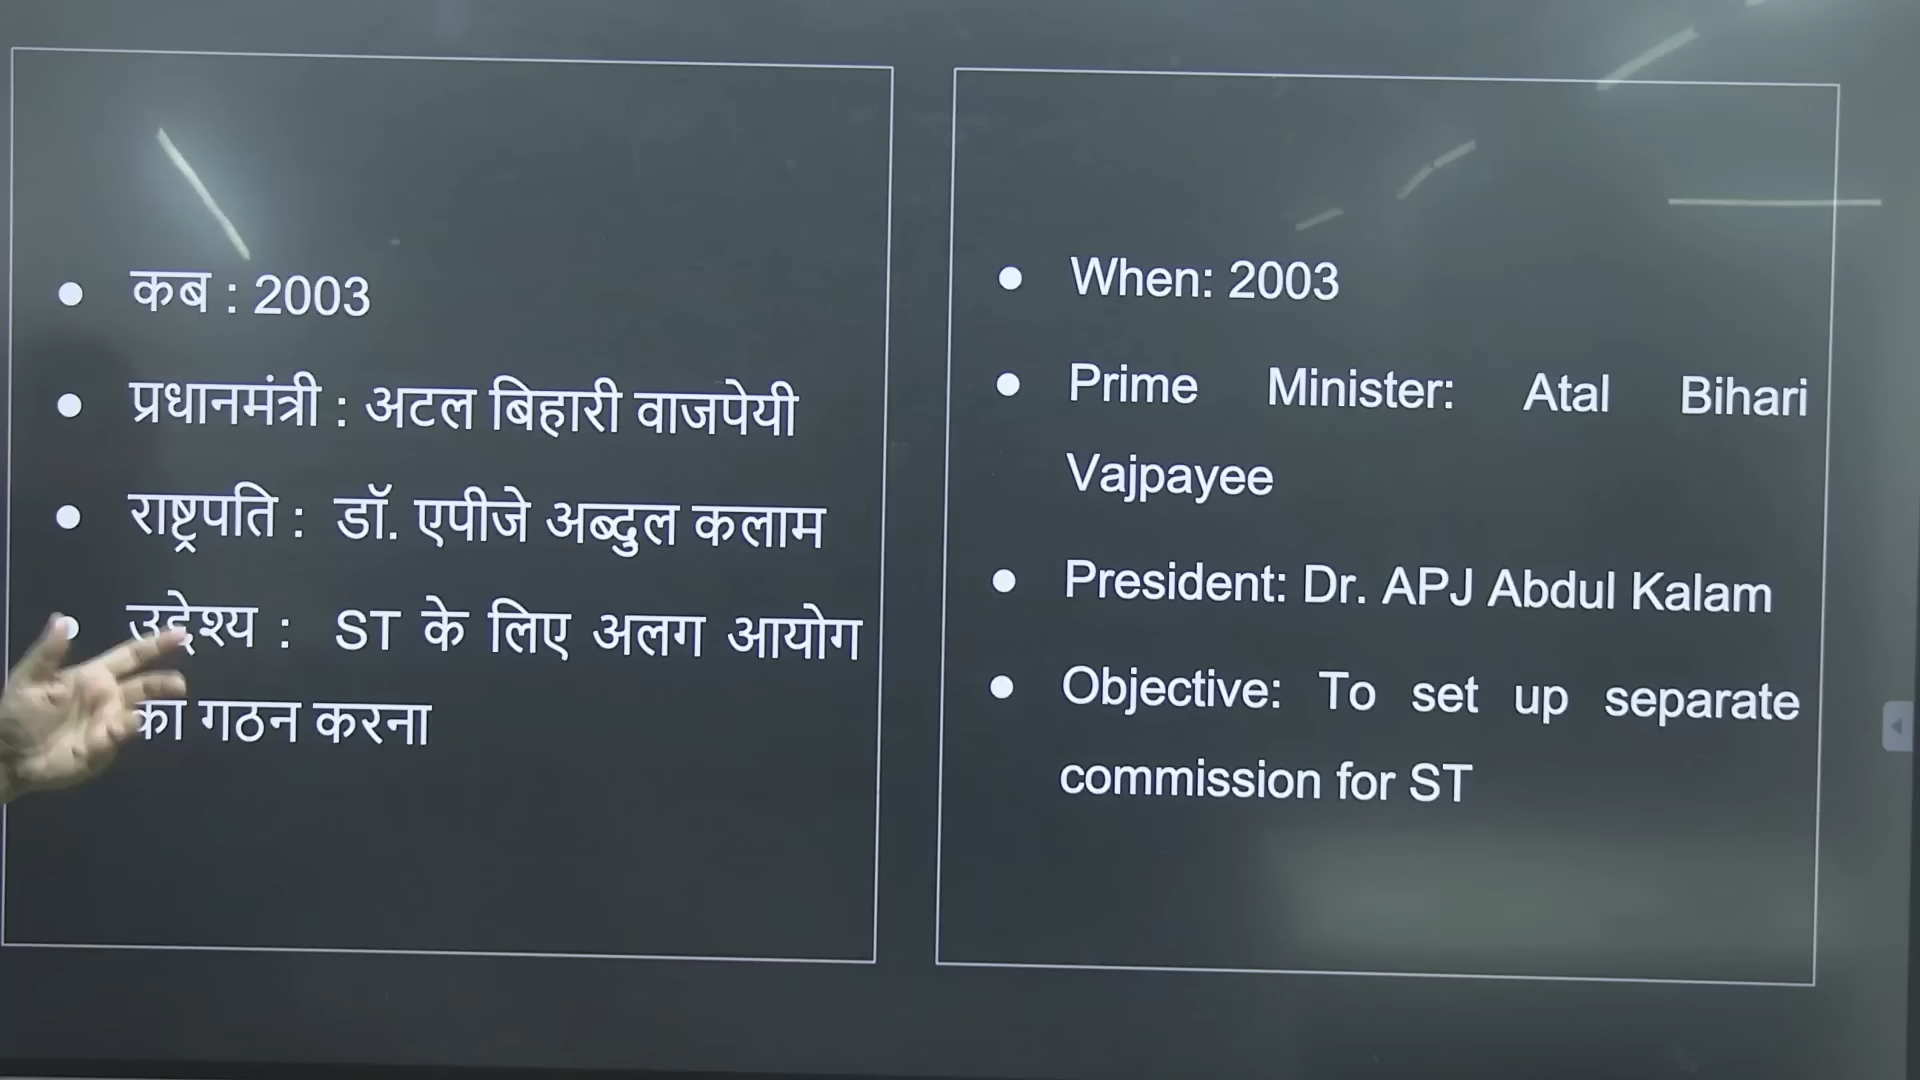 कब : 2003
प्रधानमंत्री : अटल बिहारी वाजपेयी
राष्ट्रपति : डॉ. एपीजे अब्दुल कलाम
उद्देश्य : ST के लिए अलग आयोग
का गठन करना
When: 2003
Prime Minister: Atal Bihari
Vajpayee
President: Dr. APJ Abdul Kalam
Objective: To set up separate
commission for ST